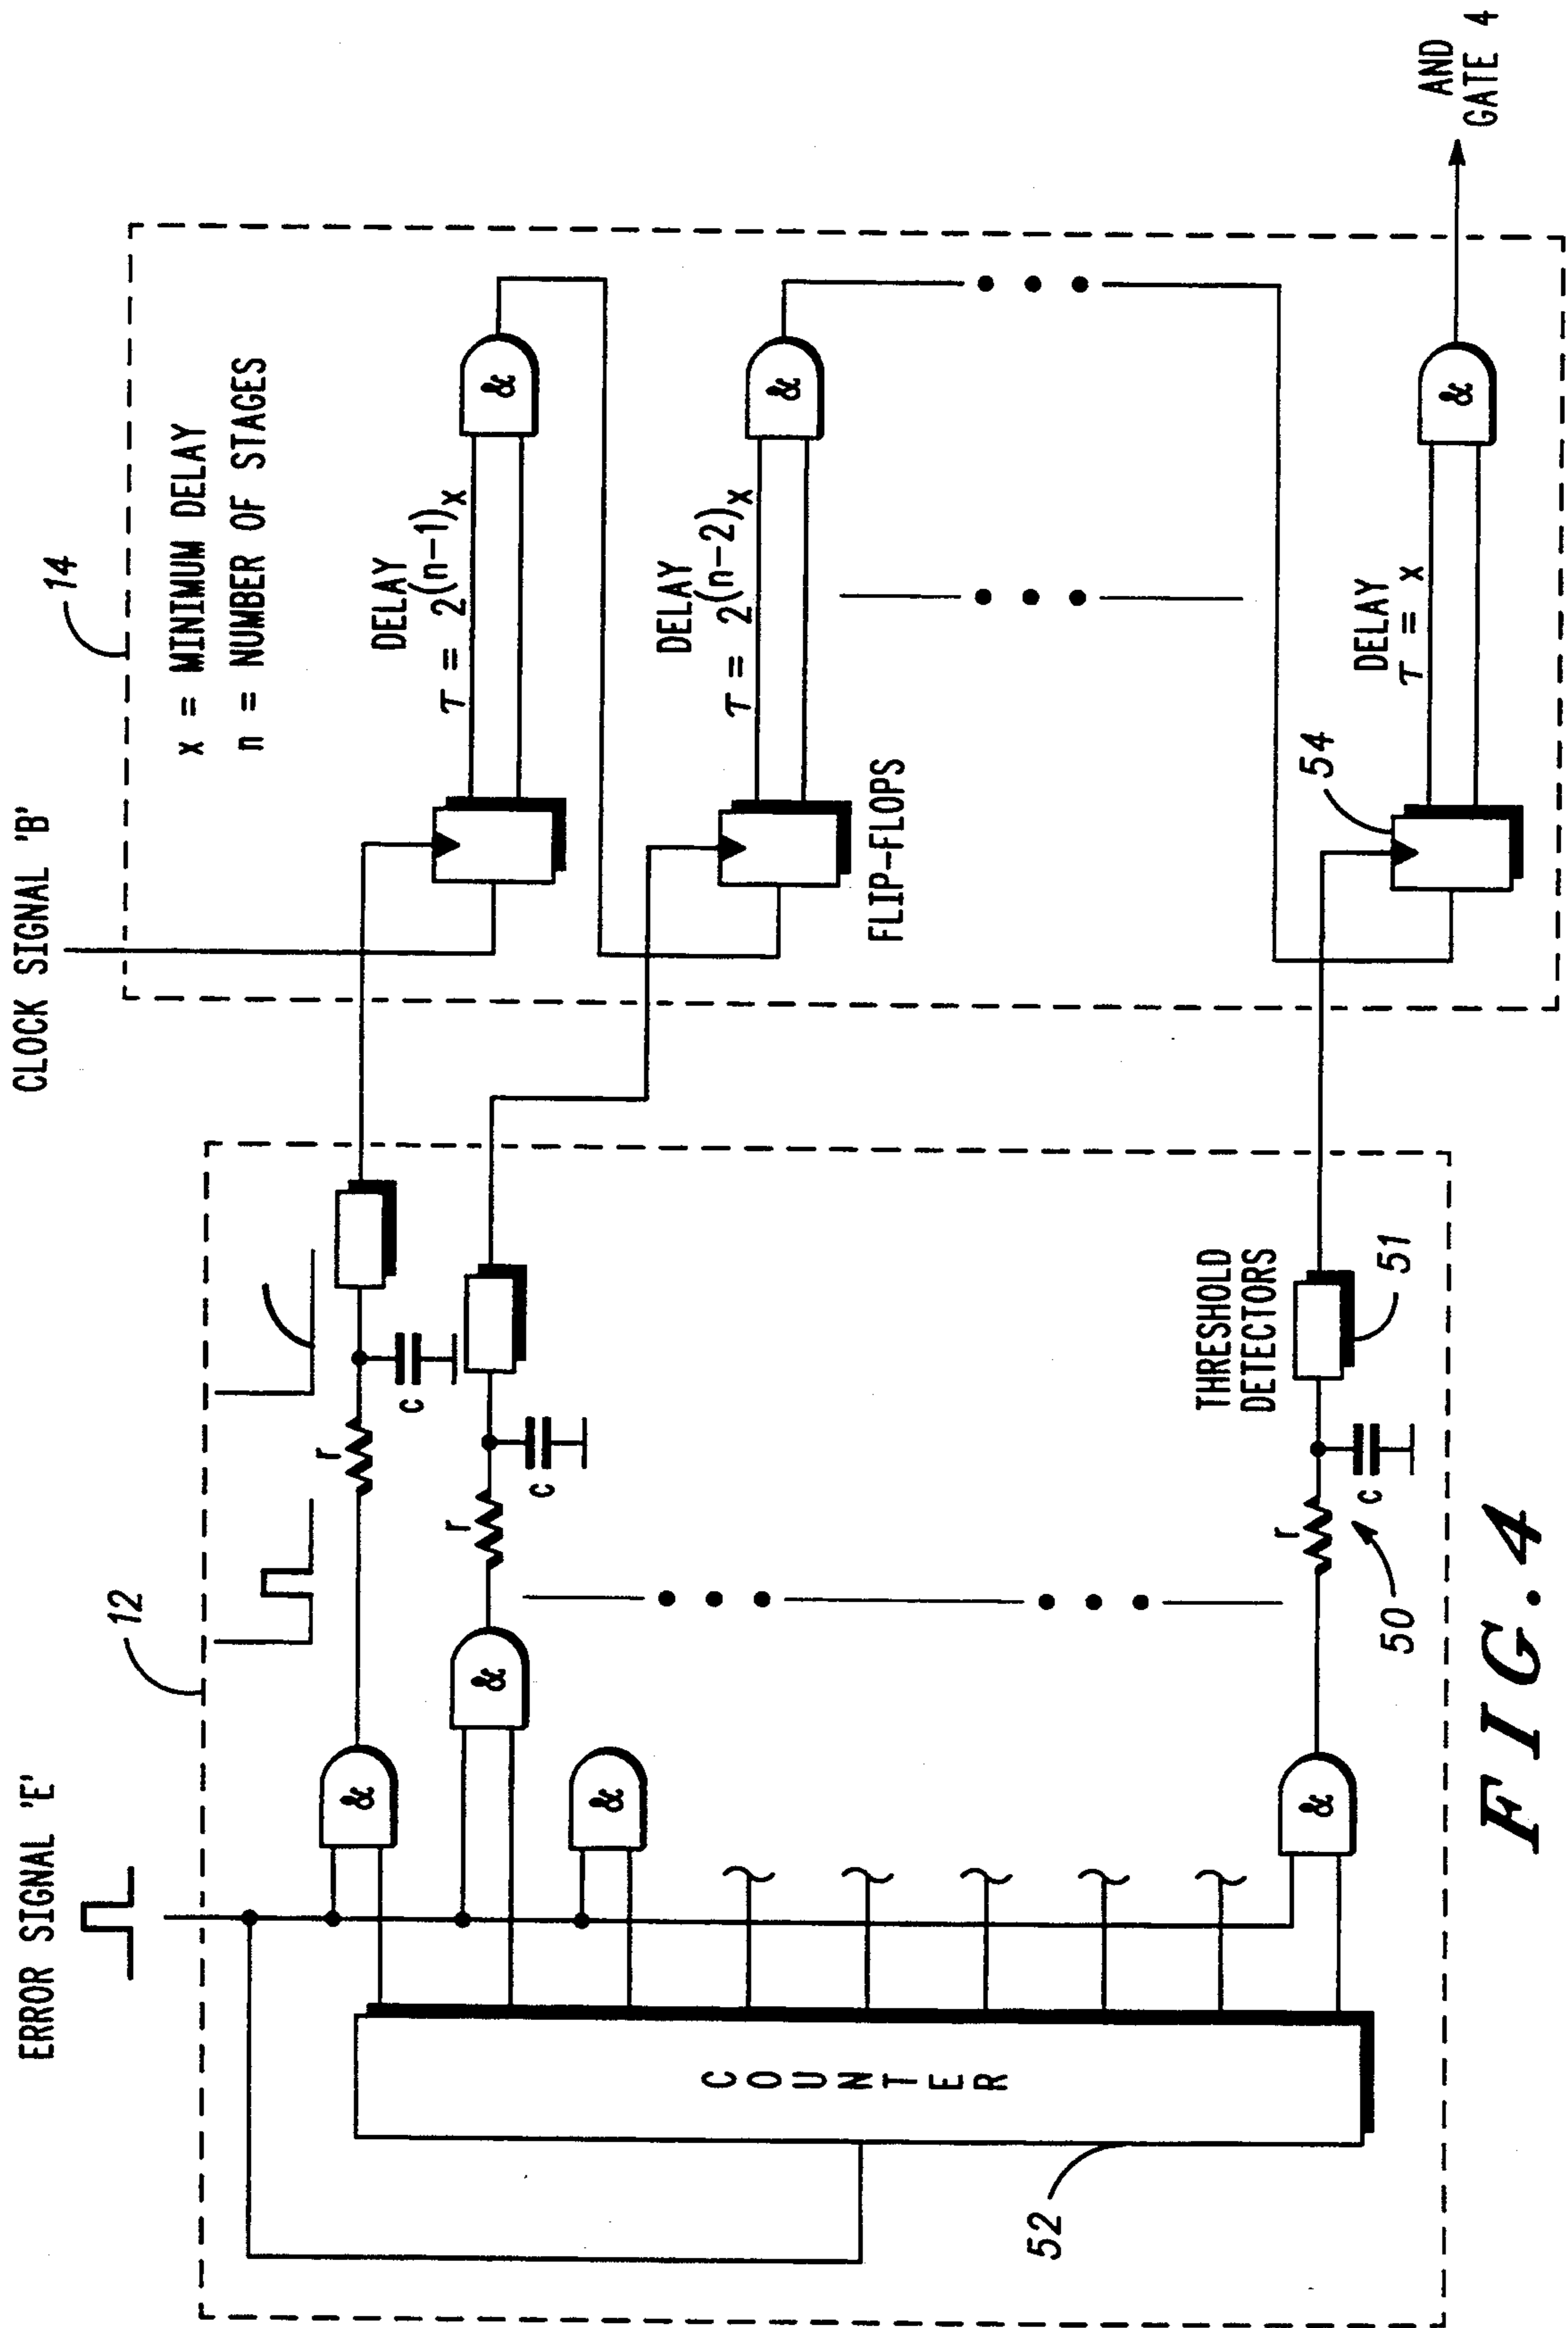 ERROR SIGNAL 'E'
CLOCK SIGNAL 'B'
12
14
x = MINIMUM DELAY
n = NUMBER OF STAGES
&
r
c
DELAY
τ = 2(n-1)x
&
&
r
c
DELAY
τ = 2(n-2)x
&
FLIP-FLOPS
&
COUNTER
52
&
r
c
50
THRESHOLD
DETECTORS
51
54
DELAY
τ = x
&
AND
GATE 4
FIG.4